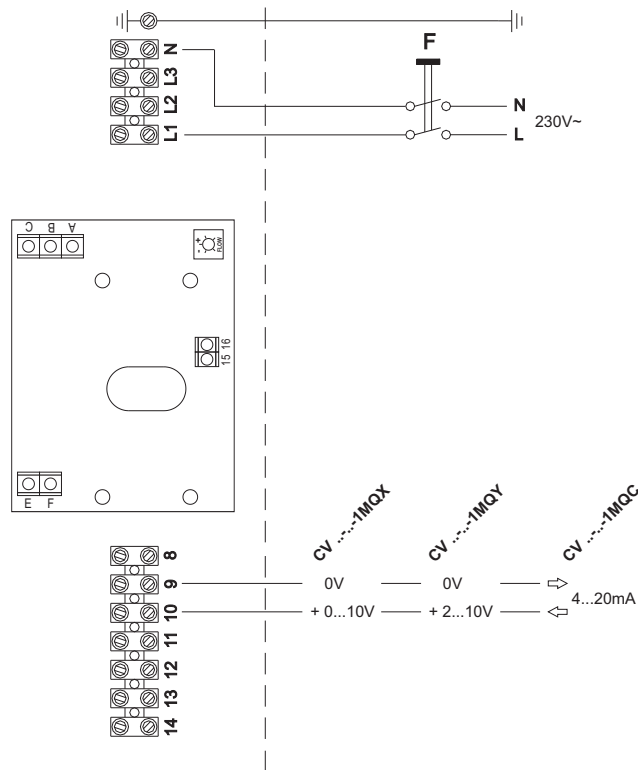 F
N
L3
L2
L1
N
L
230V~
C B A
- +
FLOW
15 16
E F
CV ..-..-1MQX
CV ..-..-1MQY
CV ..-..-1MQC
8
9
10
11
12
13
14
0V
0V
+ 0...10V
+ 2...10V
4...20mA